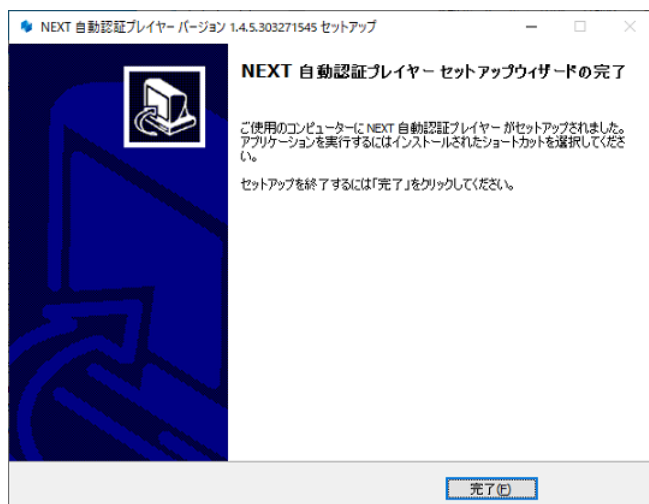 NEXT 自動認証プレイヤー バージョン 1.4.5.303271545 セットアップ
NEXT 自動認証プレイヤー セットアップウィザードの完了
ご使用のコンピューターに NEXT 自動認証プレイヤー がセットアップされました。
アプリケーションを実行するにはインストールされたショートカットを選択してくださ
い。
セットアップを終了するには「完了」をクリックしてください。
完了(F)